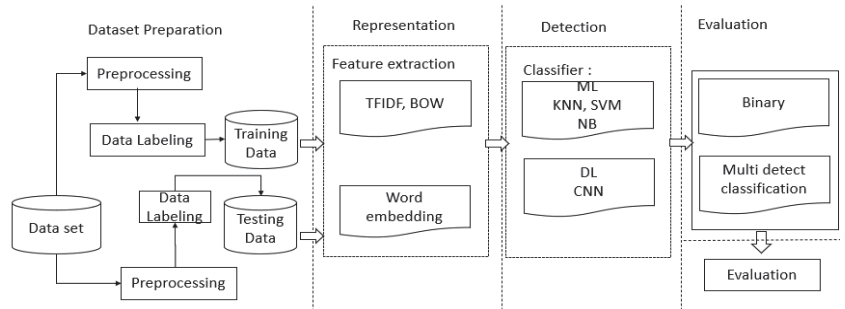 Dataset Preparation
Representation
Detection
Evaluation
Preprocessing
Data Labeling
Training
Data
Data
Labeling
Testing
Data
Data set
Preprocessing
Feature extraction
TFIDF, BOW
Word
embedding
Classifier :
ML
KNN, SVM
NB
DL
CNN
Binary
Multi detect
classification
Evaluation